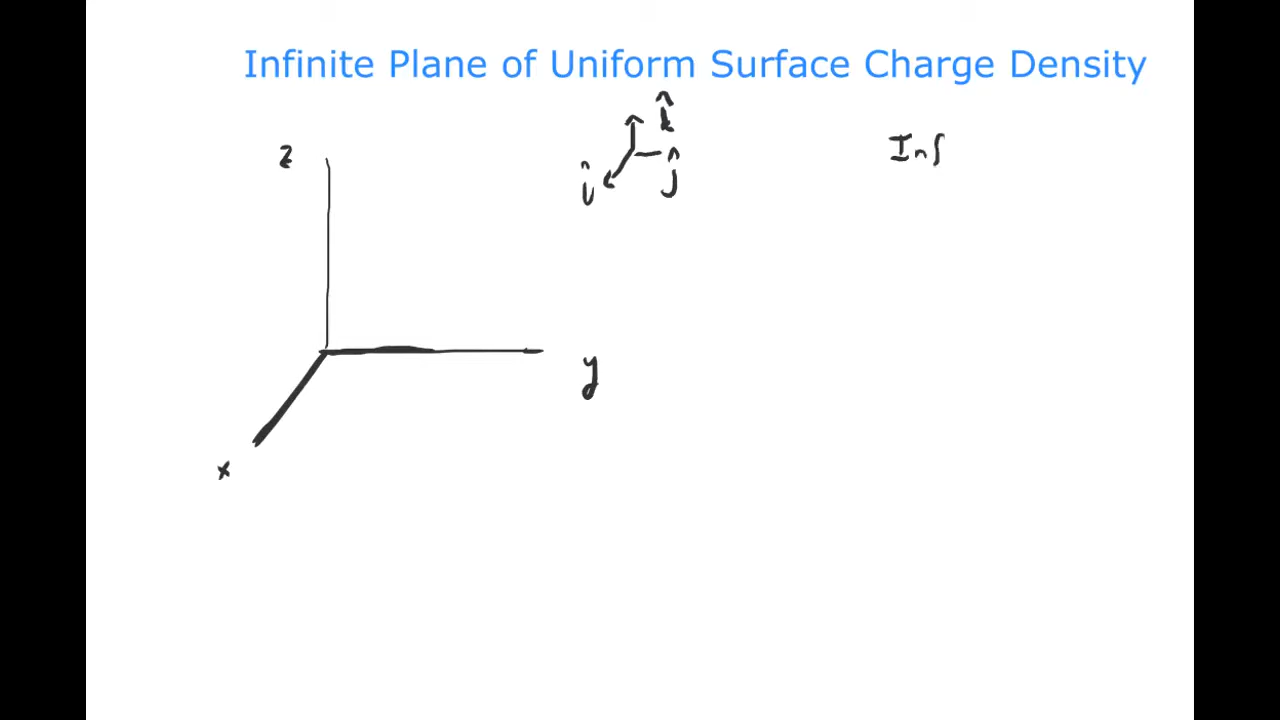 Infinite Plane of Uniform Surface Charge Density
k̂
z
Inf
î
ĵ
y
x